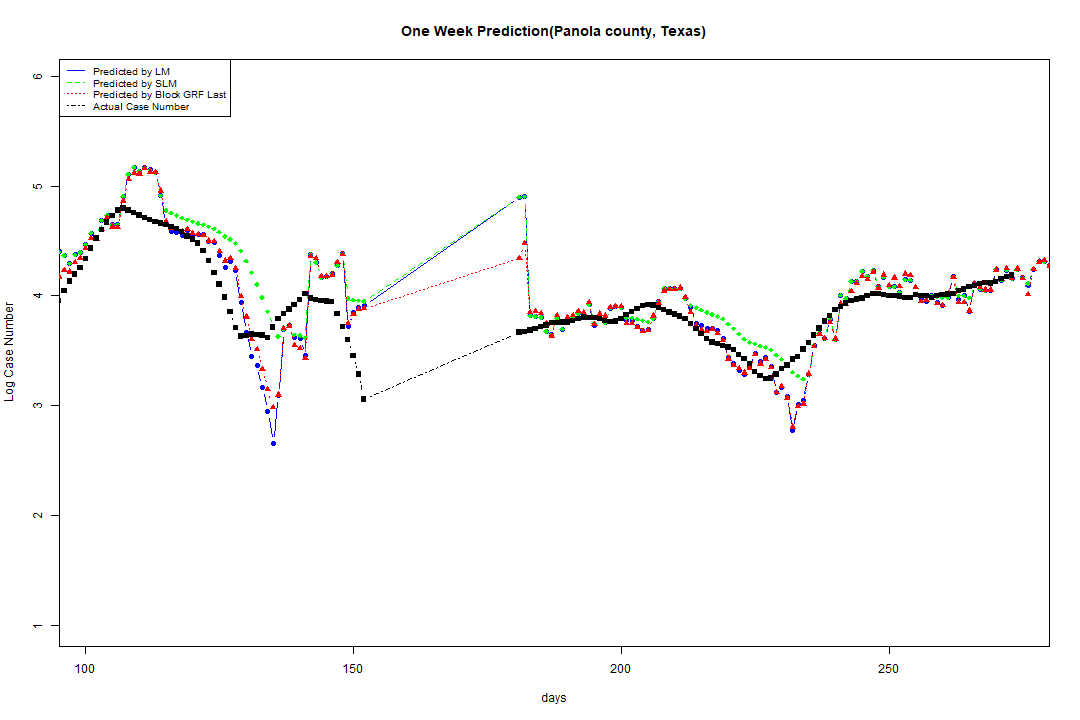 One Week Prediction(Panola county, Texas)
Predicted by LM
Predicted by SLM
Predicted by Block GRF Last
Actual Case Number
6
5
4
3
2
1
Log Case Number
100
150
200
250
days